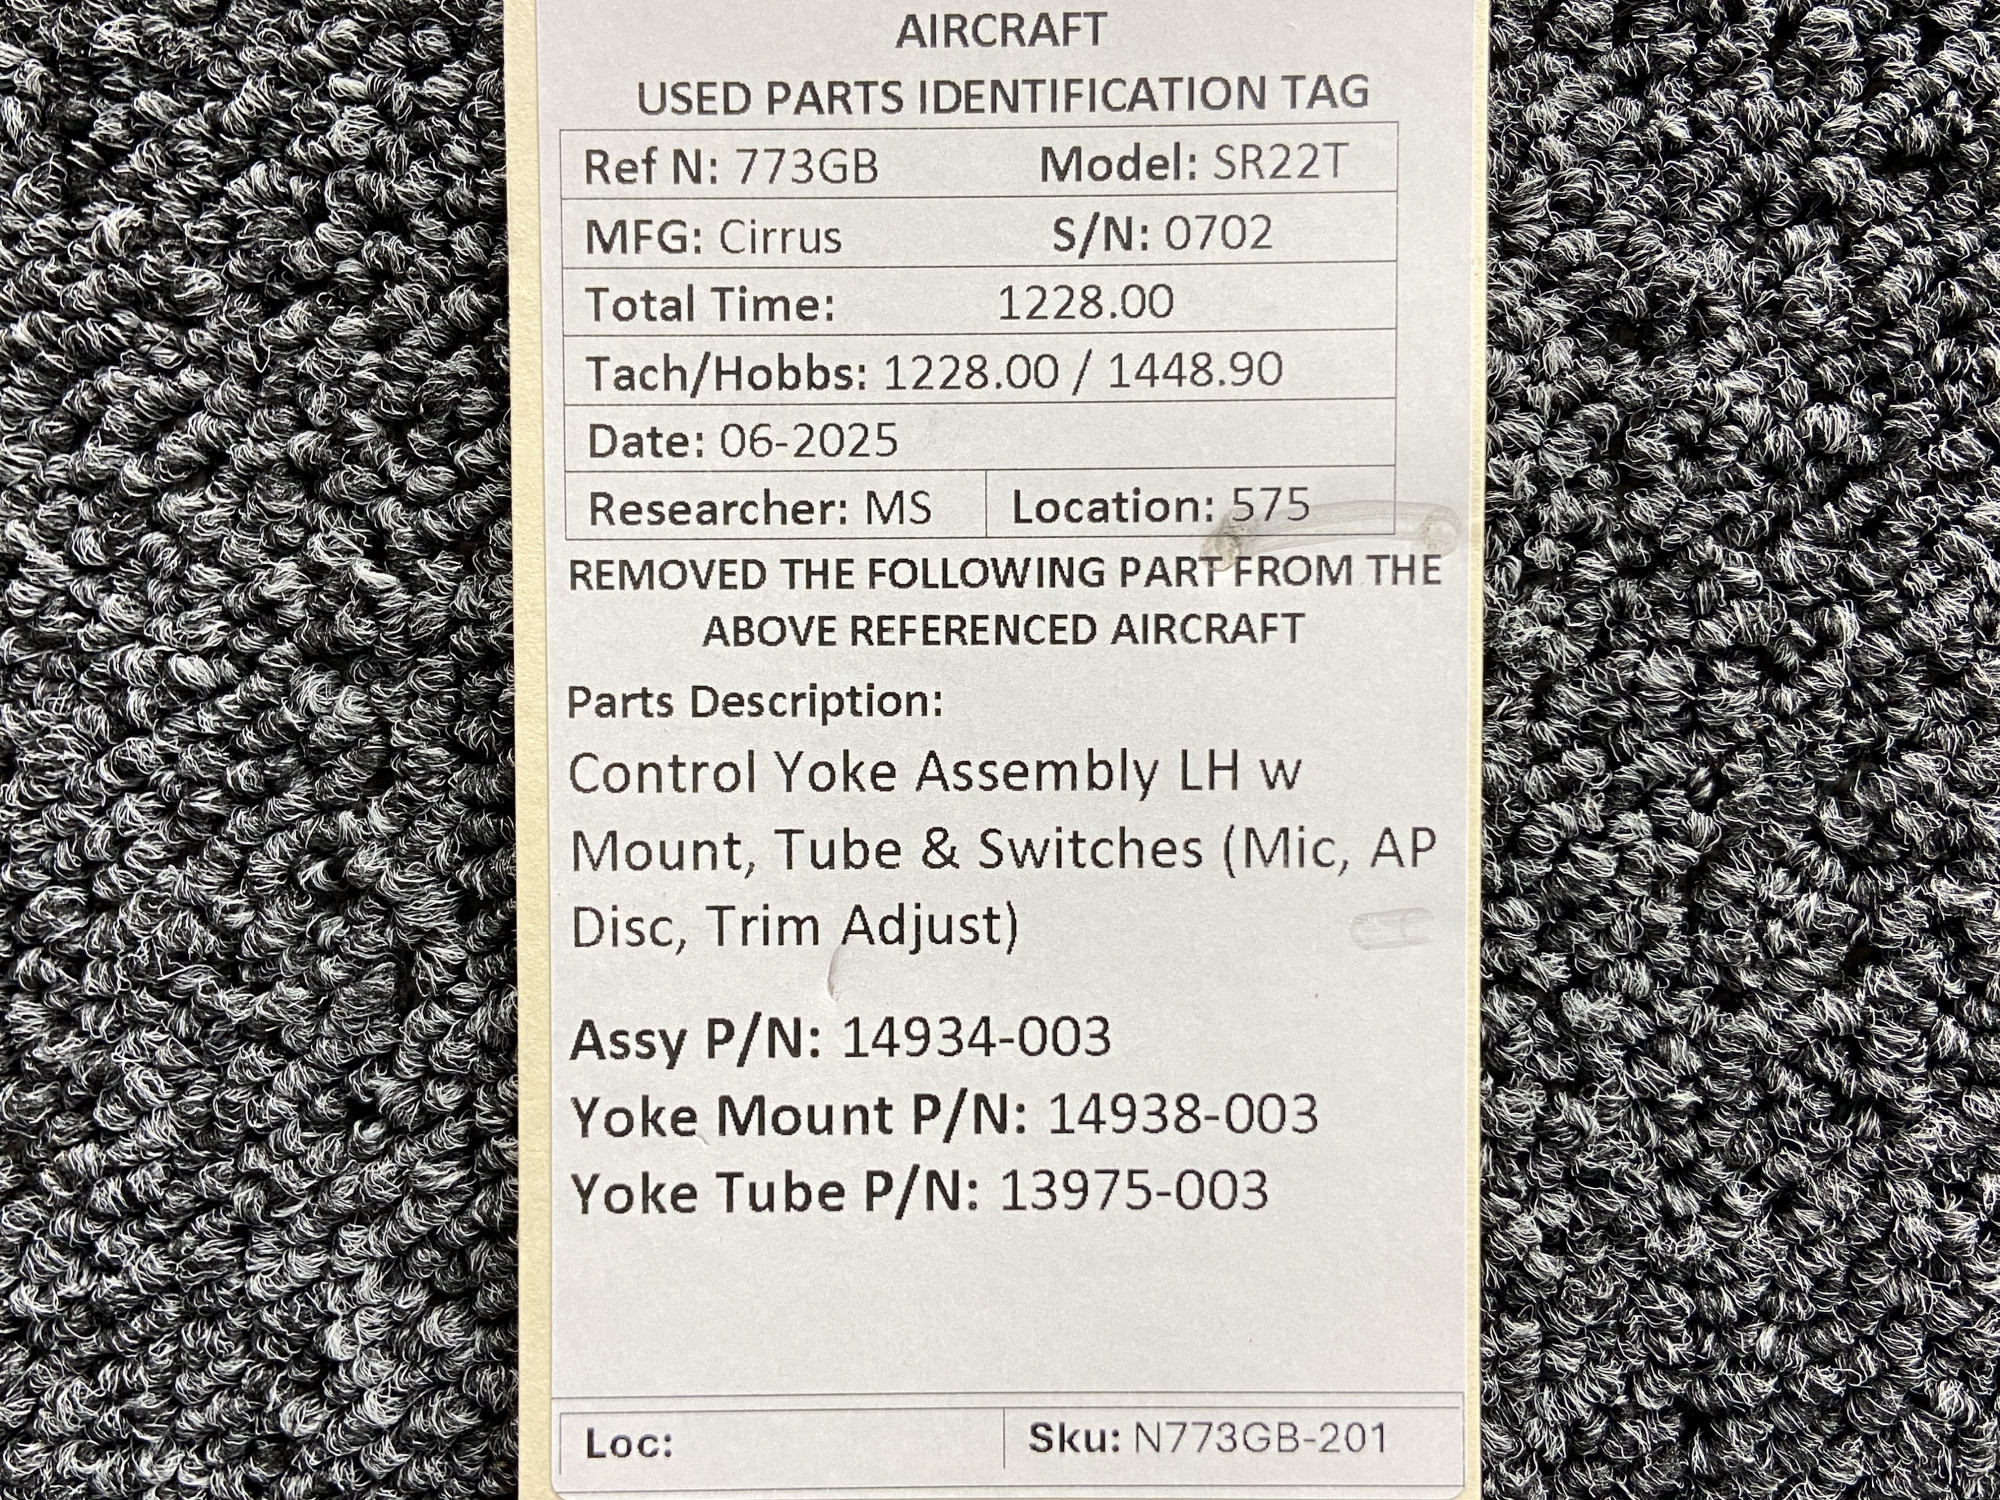 AIRCRAFT
USED PARTS IDENTIFICATION TAG
Ref N: 773GB Model: SR22T
MFG: Cirrus S/N: 0702
Total Time: 1228.00
Tach/Hobbs: 1228.00 / 1448.90
Date: 06-2025
Researcher: MS Location: 575
REMOVED THE FOLLOWING PART FROM THE
ABOVE REFERENCED AIRCRAFT
Parts Description:
Control Yoke Assembly LH w
Mount, Tube & Switches (Mic, AP
Disc, Trim Adjust)
Assy P/N: 14934-003
Yoke Mount P/N: 14938-003
Yoke Tube P/N: 13975-003
Loc: Sku: N773GB-201